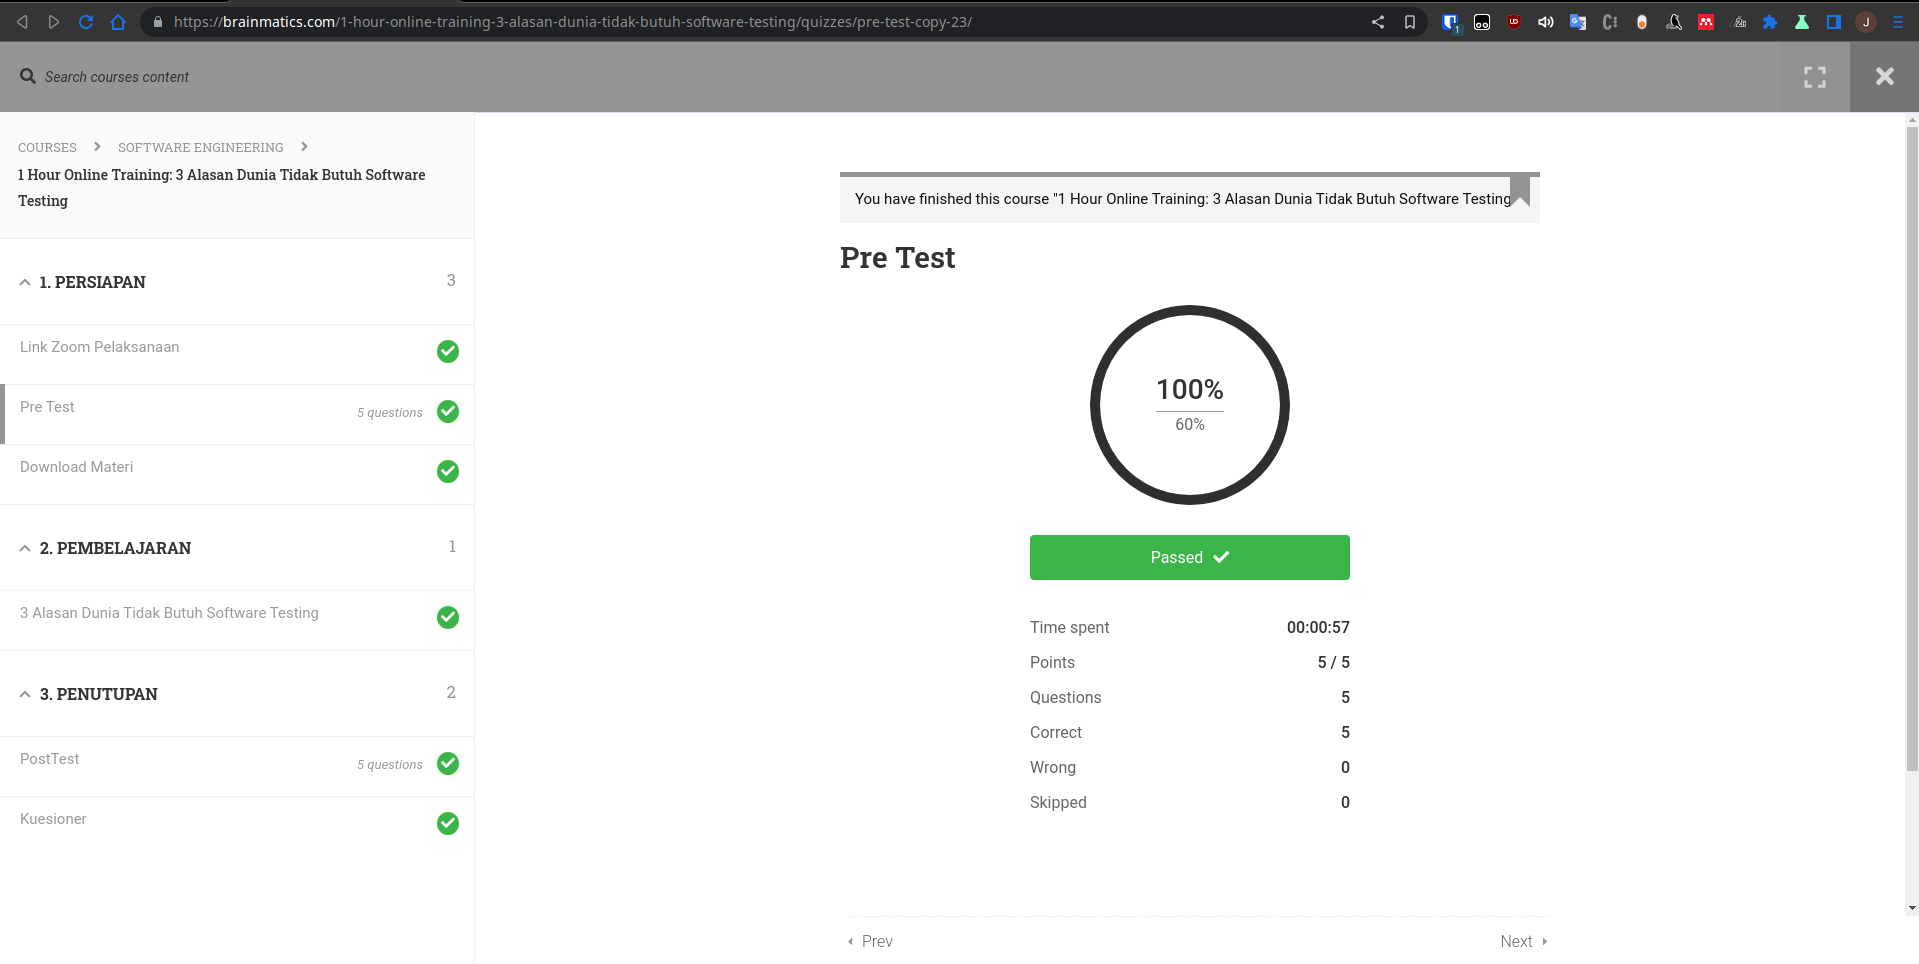 https://brainmatics.com/1-hour-online-training-3-alasan-dunia-tidak-butuh-software-testing/quizzes/pre-test-copy-23/
1
J
Search courses content
COURSES
SOFTWARE ENGINEERING
1 Hour Online Training: 3 Alasan Dunia Tidak Butuh Software
Testing
1. PERSIAPAN 3
Link Zoom Pelaksanaan
Pre Test 5 questions
Download Materi
2. PEMBELAJARAN 1
3 Alasan Dunia Tidak Butuh Software Testing
3. PENUTUPAN 2
PostTest 5 questions
Kuesioner
You have finished this course "1 Hour Online Training: 3 Alasan Dunia Tidak Butuh Software Testing
Pre Test
100%
60%
Passed
Time spent 00:00:57
Points 5 / 5
Questions 5
Correct 5
Wrong 0
Skipped 0
Prev
Next